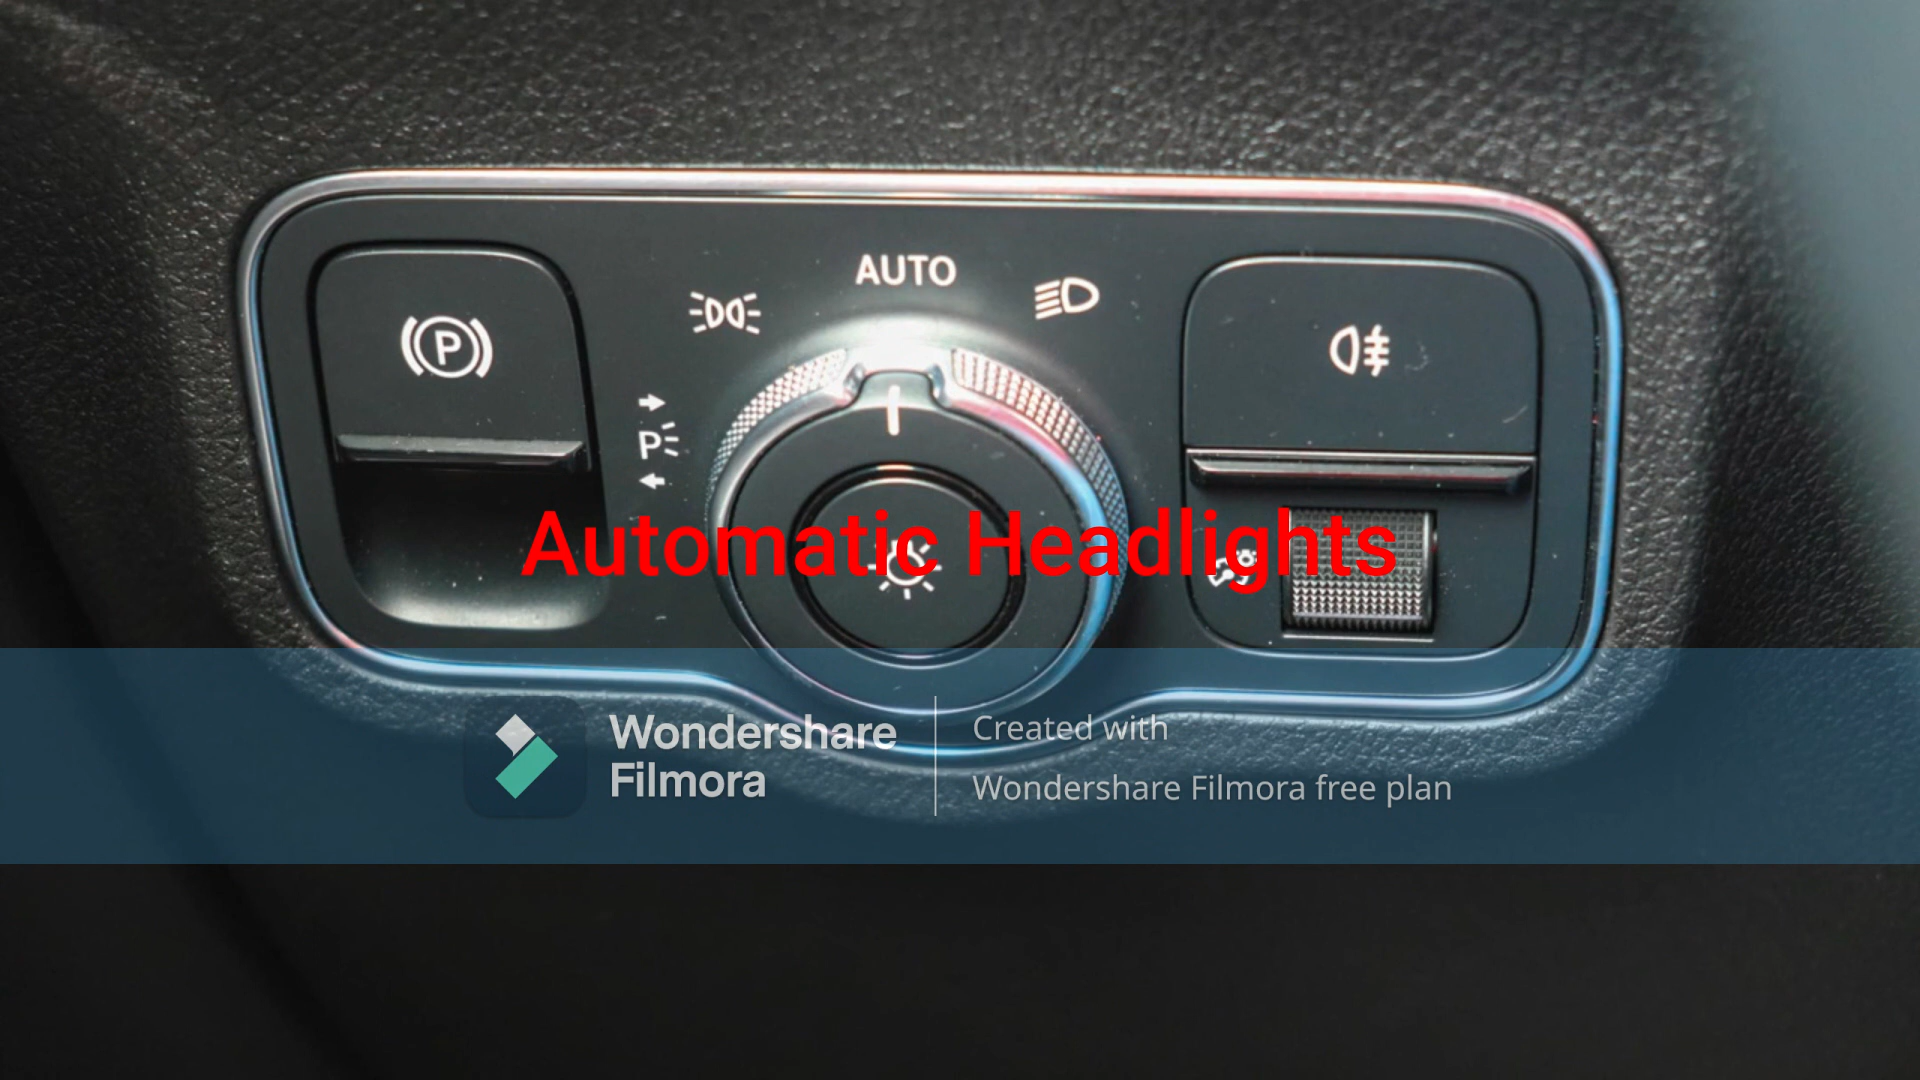 AUTO
P
P
Automatic Headlights
Wondershare
Filmora
Created with
Wondershare Filmora free plan